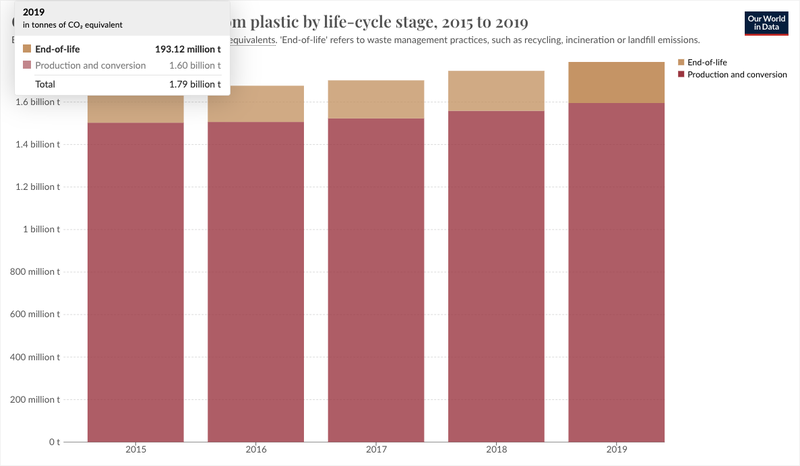 2019
in tonnes of CO₂ equivalent
End-of-life 193.12 million t
Production and conversion 1.60 billion t
Total 1.79 billion t
plastic by life-cycle stage, 2015 to 2019
equivalents. 'End-of-life' refers to waste management practices, such as recycling, incineration or landfill emissions.
Our World
in Data
End-of-life
Production and conversion
1.6 billion t
1.4 billion t
1.2 billion t
1 billion t
800 million t
600 million t
400 million t
200 million t
0 t
2015
2016
2017
2018
2019